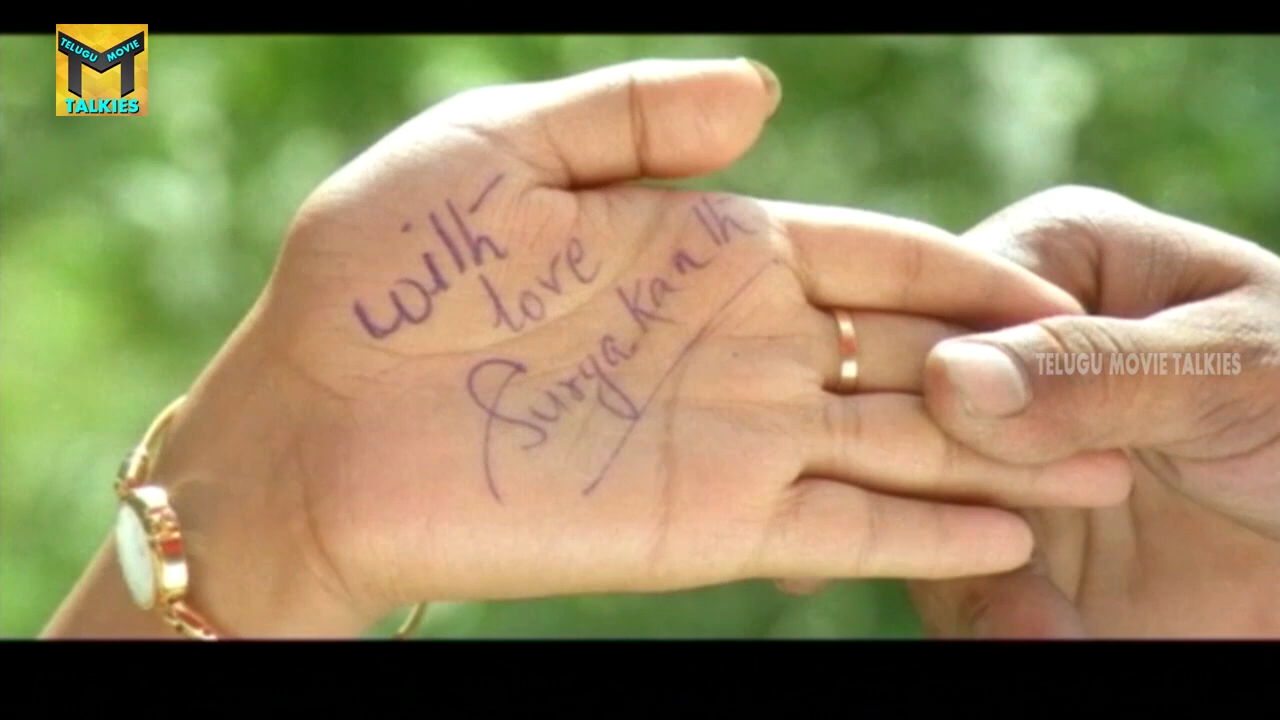 TELUGU MOVIE
TALKIES
with
love
Suryakanth
TELUGU MOVIE TALKIES